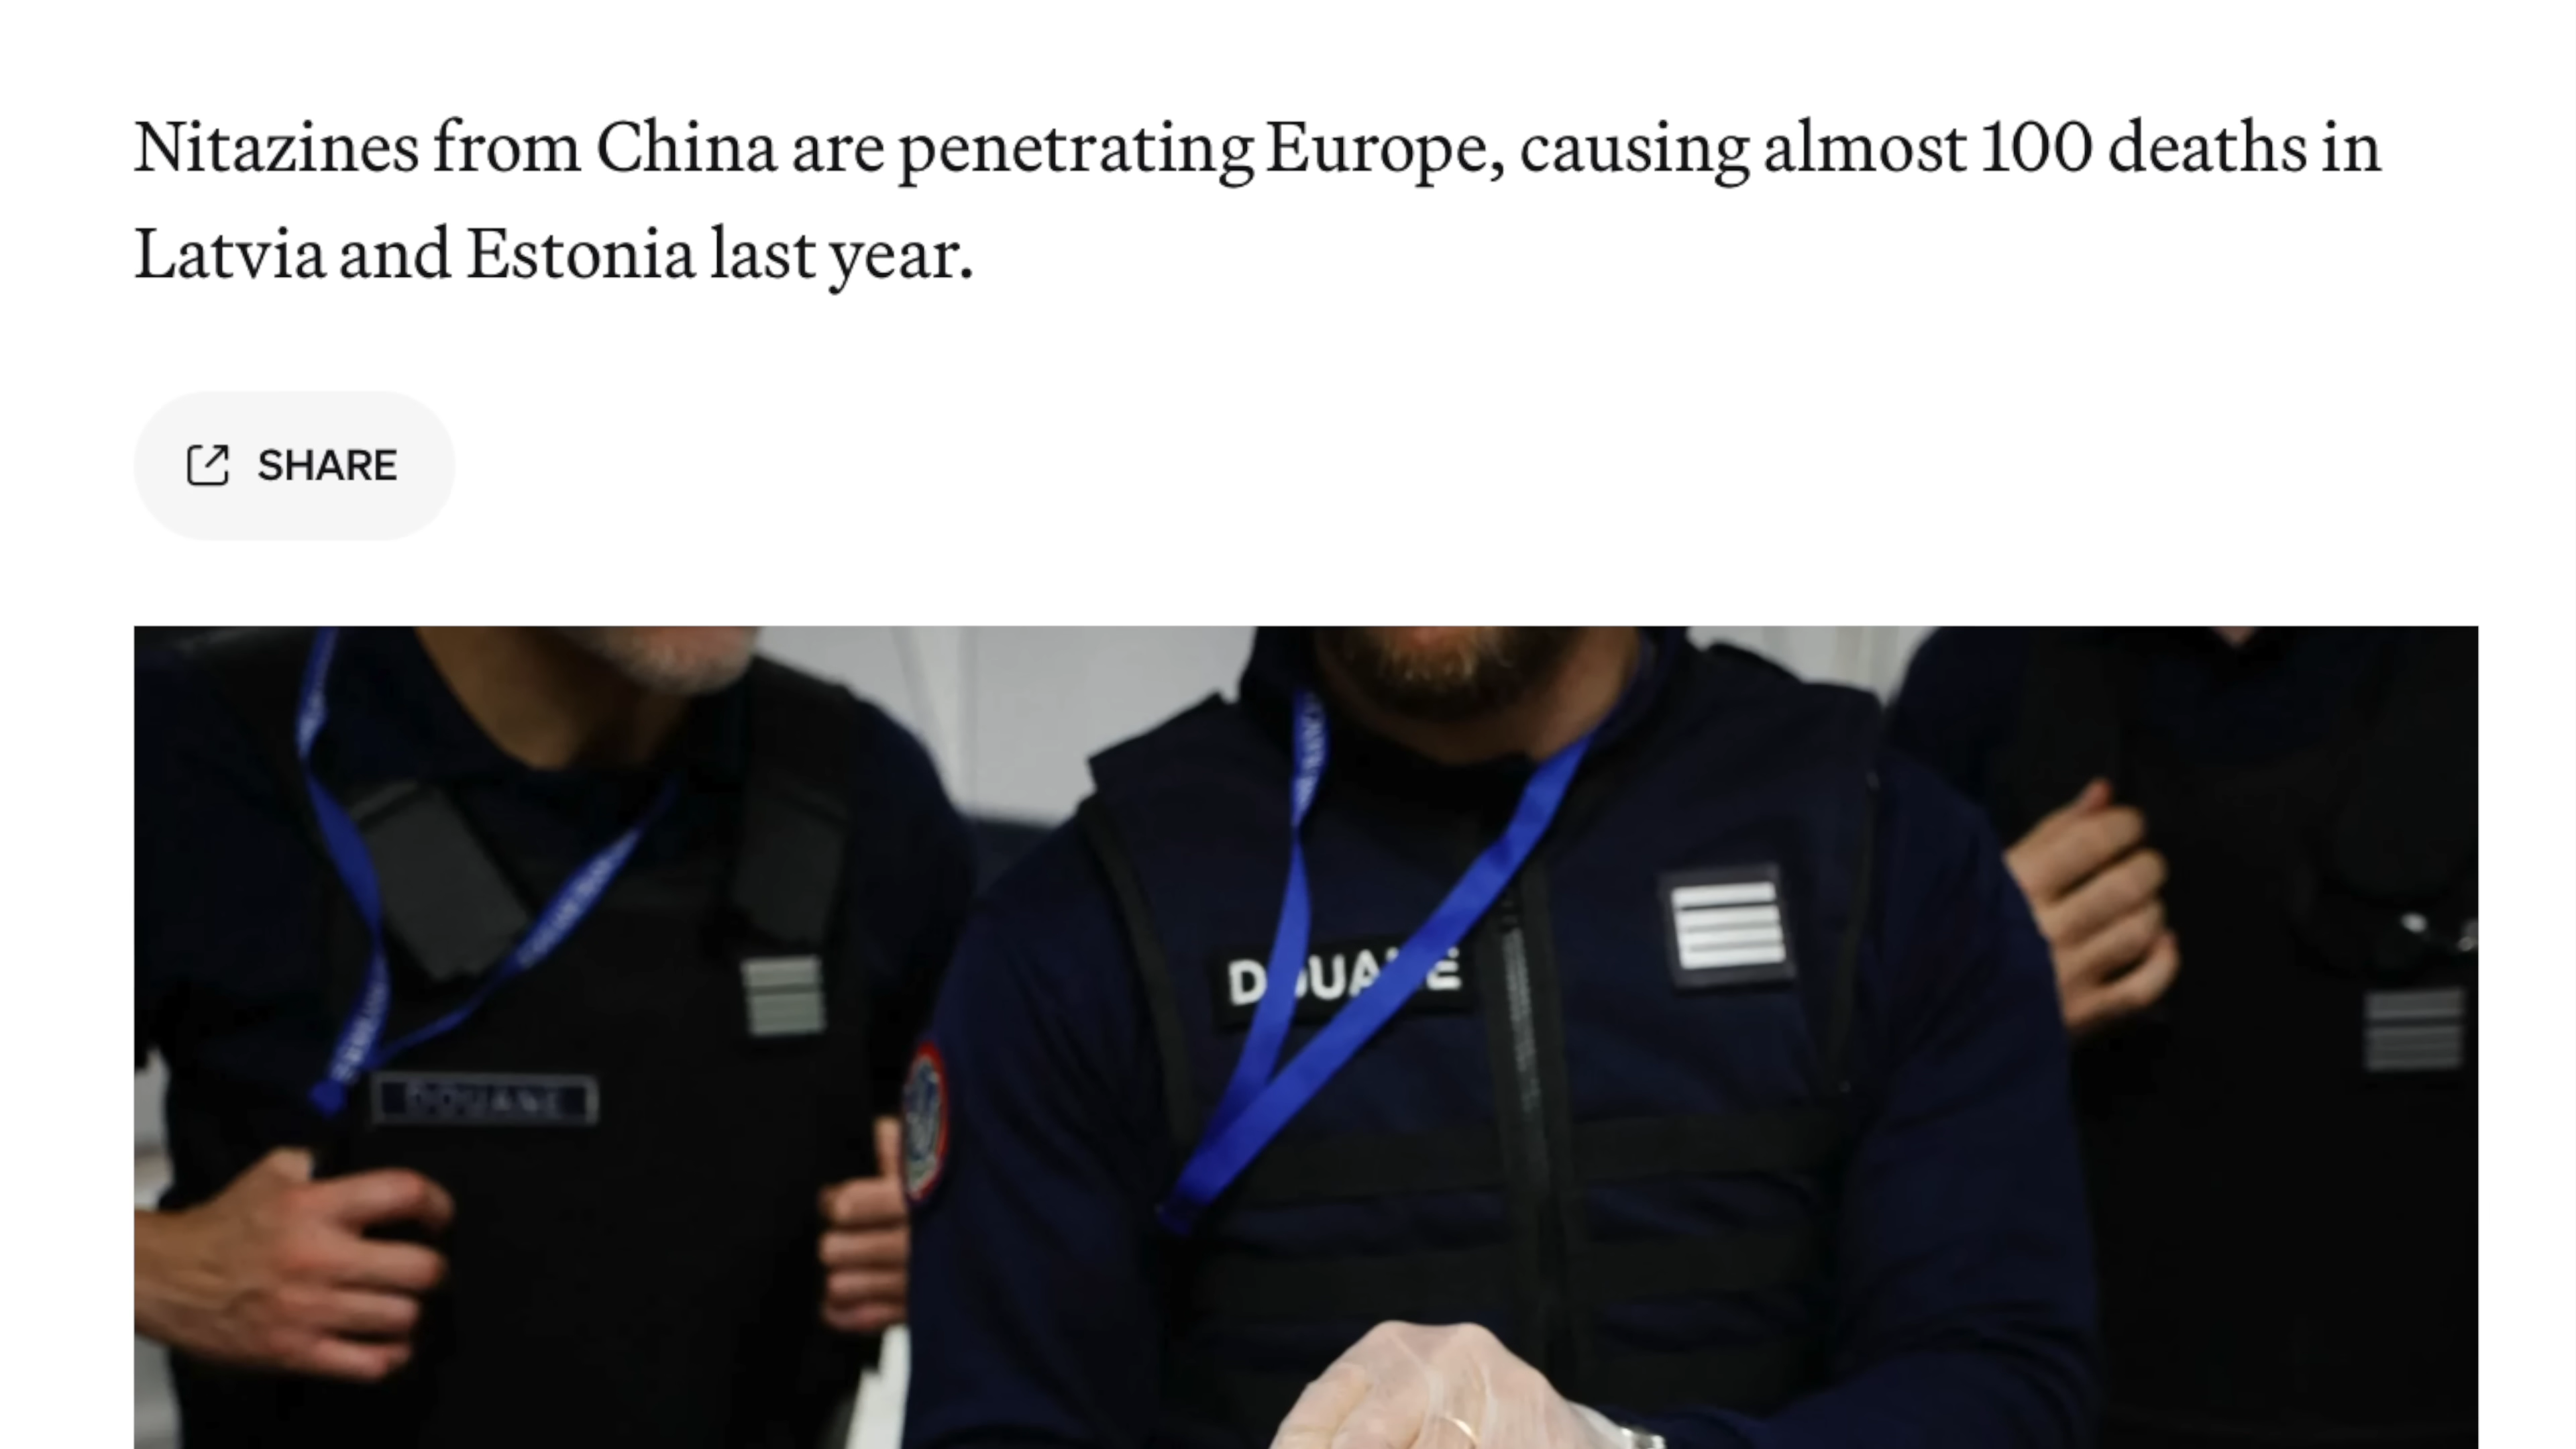 Nitazines from China are penetrating Europe, causing almost 100 deaths in
Latvia and Estonia last year.
SHARE
DOUANE